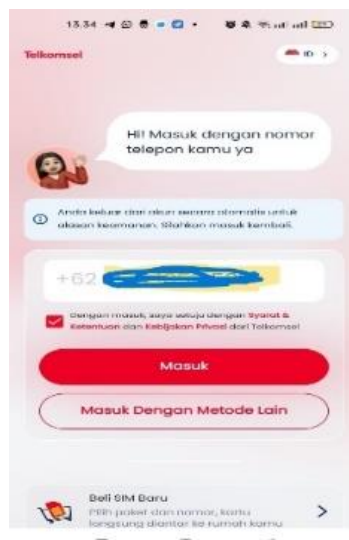 13.34
Telkomsel
ID >
Hi! Masuk dengan nomor
telepon kamu ya
Anda keluar dari akun secara otomatis untuk
alasan keamanan. Silahkan masuk kembali.
+62
Dengan masuk, saya setuju dengan Syarat &
Ketentuan dan Kebijakan Privasi dari Telkomsel
Masuk
Masuk Dengan Metode Lain
Beli SIM Baru
Pilih paket dan nomor, kartu
langsung diantar ke rumah kamu